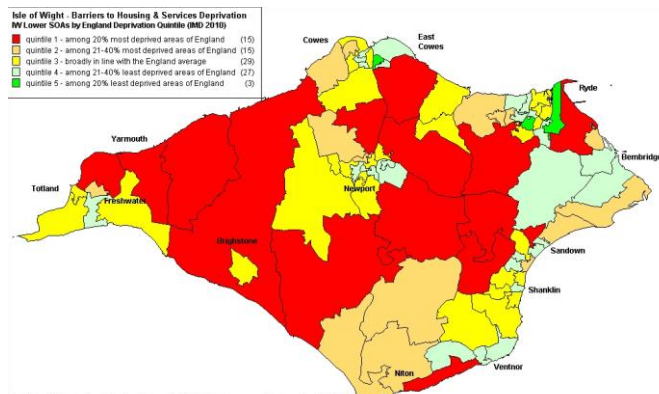 Isle of Wight - Barriers to Housing & Services Deprivation
IW Lower SOAs by England Deprivation Quintile (IMD 2010)
quintile 1 - among 20% most deprived areas of England (15)
quintile 2 - among 21-40% most deprived areas of England (15)
quintile 3 - broadly in line with the England average (29)
quintile 4 - among 21-40% least deprived areas of England (27)
quintile 5 - among 20% least deprived areas of England (3)
Cowes
East
Cowes
Ryde
Yarmouth
Bembridge
Totland
Newport
Freshwater
Brighstone
Sandown
Shanklin
Ventnor
Niton